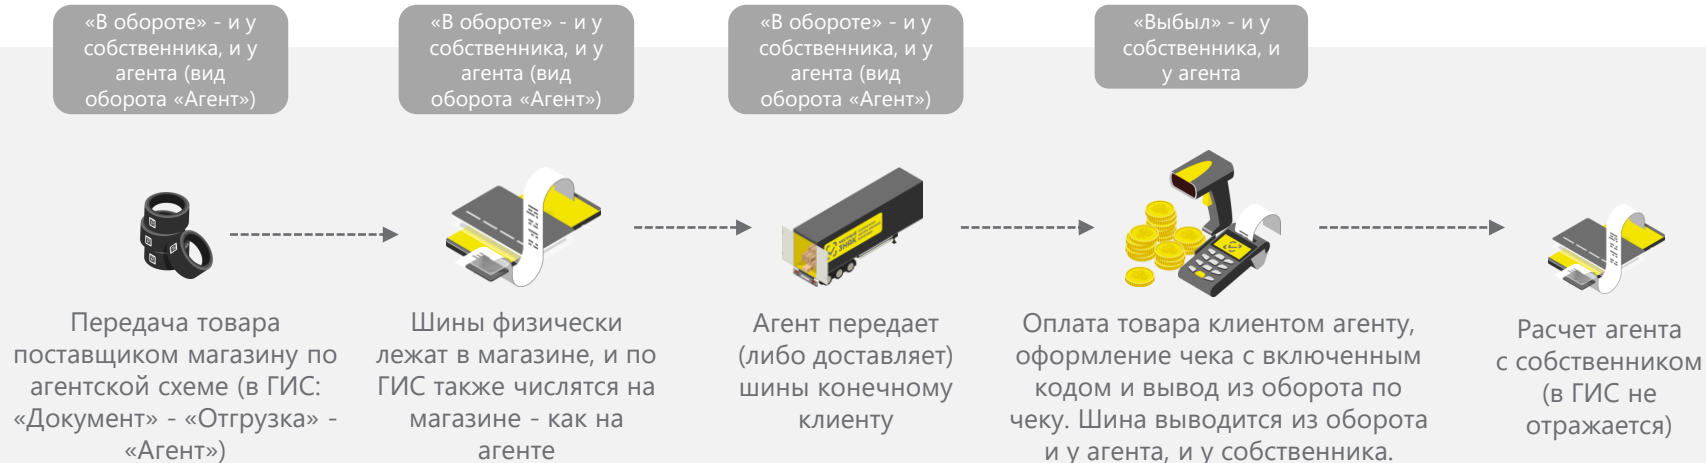 «В обороте» - и у
собственника, и у
агента (вид
оборота «Агент»)
«В обороте» - и у
собственника, и у
агента (вид
оборота «Агент»)
«В обороте» - и у
собственника, и у
агента (вид
оборота «Агент»)
«Выбыл» - и у
собственника, и
у агента
ЧЕСТНЫЙ
ЗНАК
Передача товара
поставщиком магазину по
агентской схеме (в ГИС:
«Документ» - «Отгрузка» -
«Агент»)
Шины физически
лежат в магазине, и по
ГИС также числятся на
магазине - как на
агенте
Агент передает
(либо доставляет)
шины конечному
клиенту
Оплата товара клиентом агенту,
оформление чека с включенным
кодом и вывод из оборота по
чеку. Шина выводится из оборота
и у агента, и у собственника.
Расчет агента
с собственником
(в ГИС не
отражается)